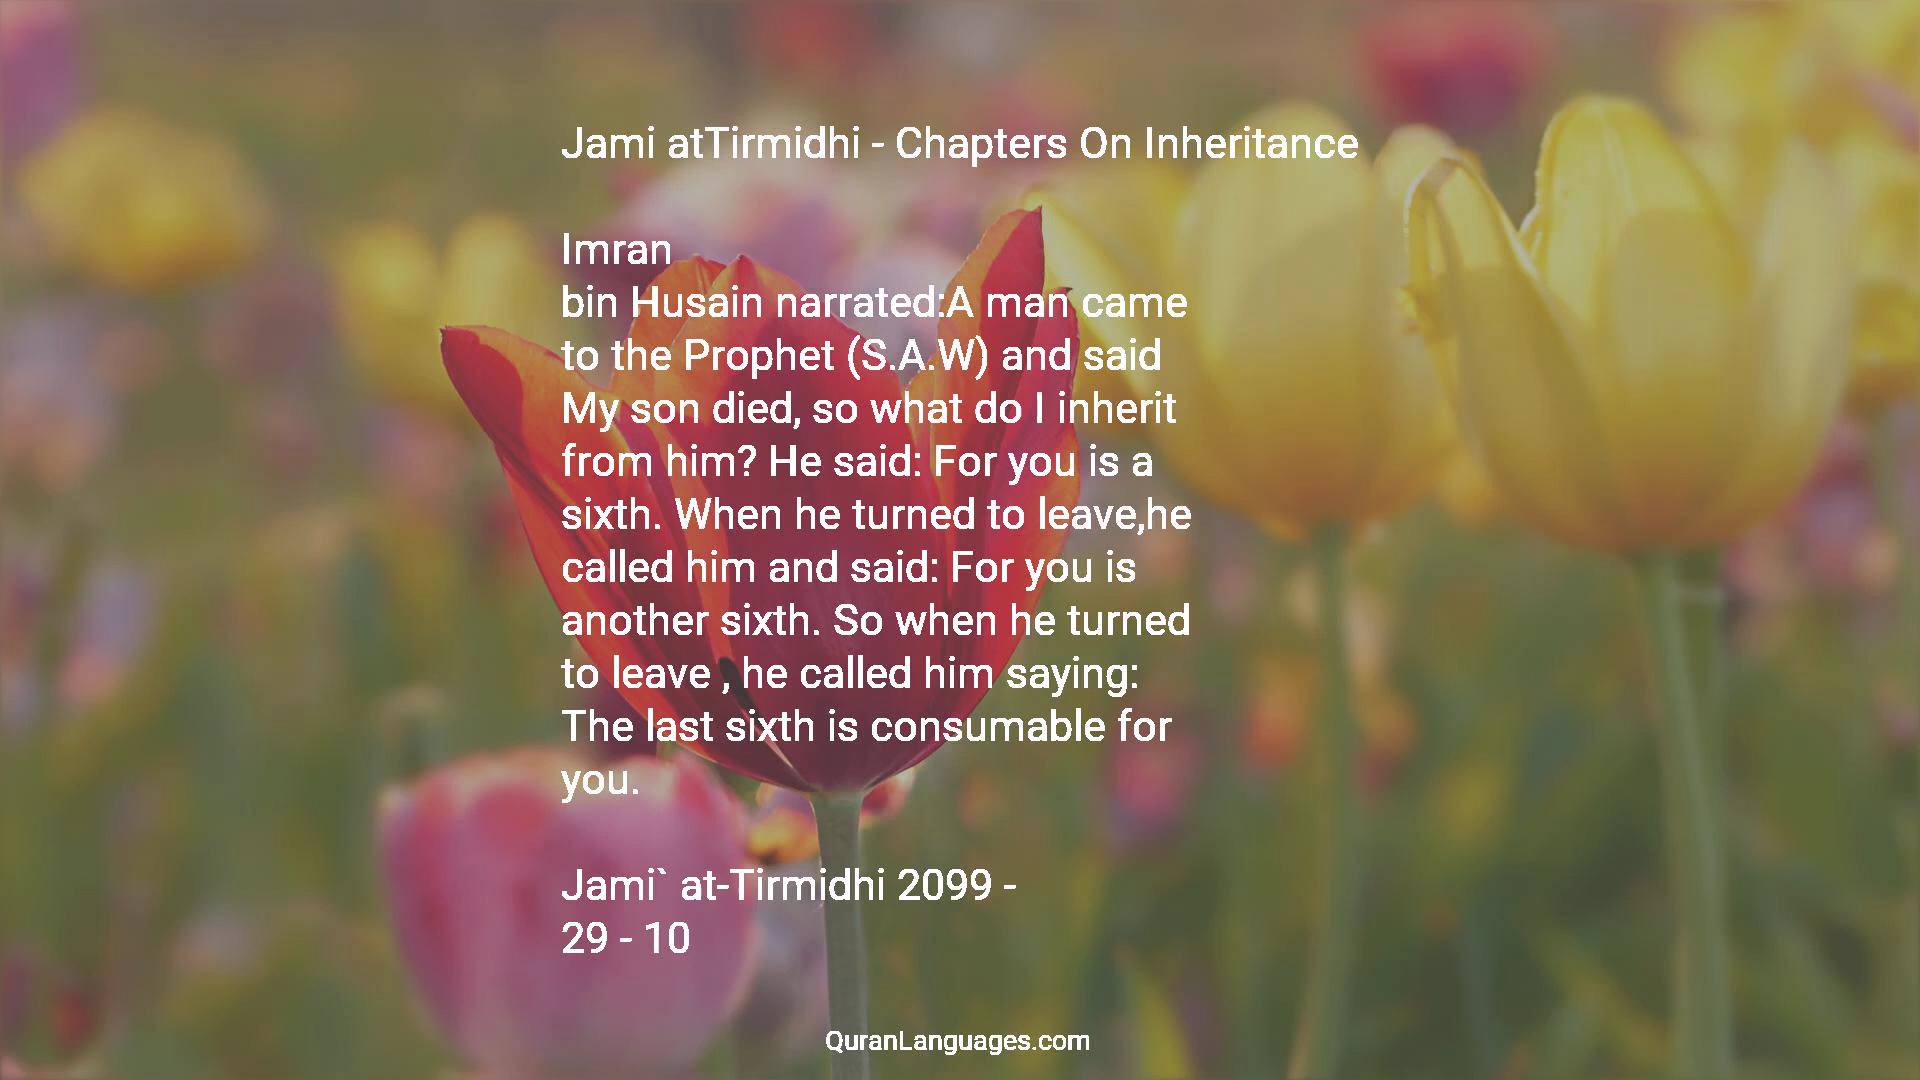 Jami atTirmidhi - Chapters On Inheritance
Imran
bin Husain narrated:A man came
to the Prophet (S.A.W) and said
My son died, so what do I inherit
from him? He said: For you is a
sixth. When he turned to leave,he
called him and said: For you is
another sixth. So when he turned
to leave , he called him saying:
The last sixth is consumable for
you.
Jami` at-Tirmidhi 2099 -
29 - 10
QuranLanguages.com